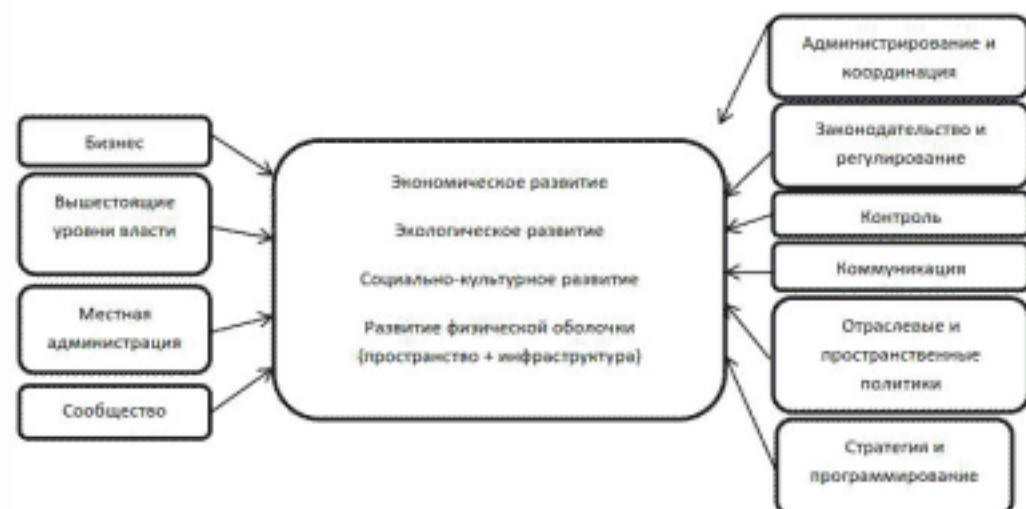 Бизнес
Вышестоящие
уровни власти
Местная
администрация
Сообщество
Экономическое развитие
Экологическое развитие
Социально-культурное развитие
Развитие физической оболочки
(пространство + инфраструктура)
Администрирование и
координация
Законодательство и
регулирование
Контроль
Коммуникация
Отраслевые и
пространственные
политики
Стратегия и
программирование